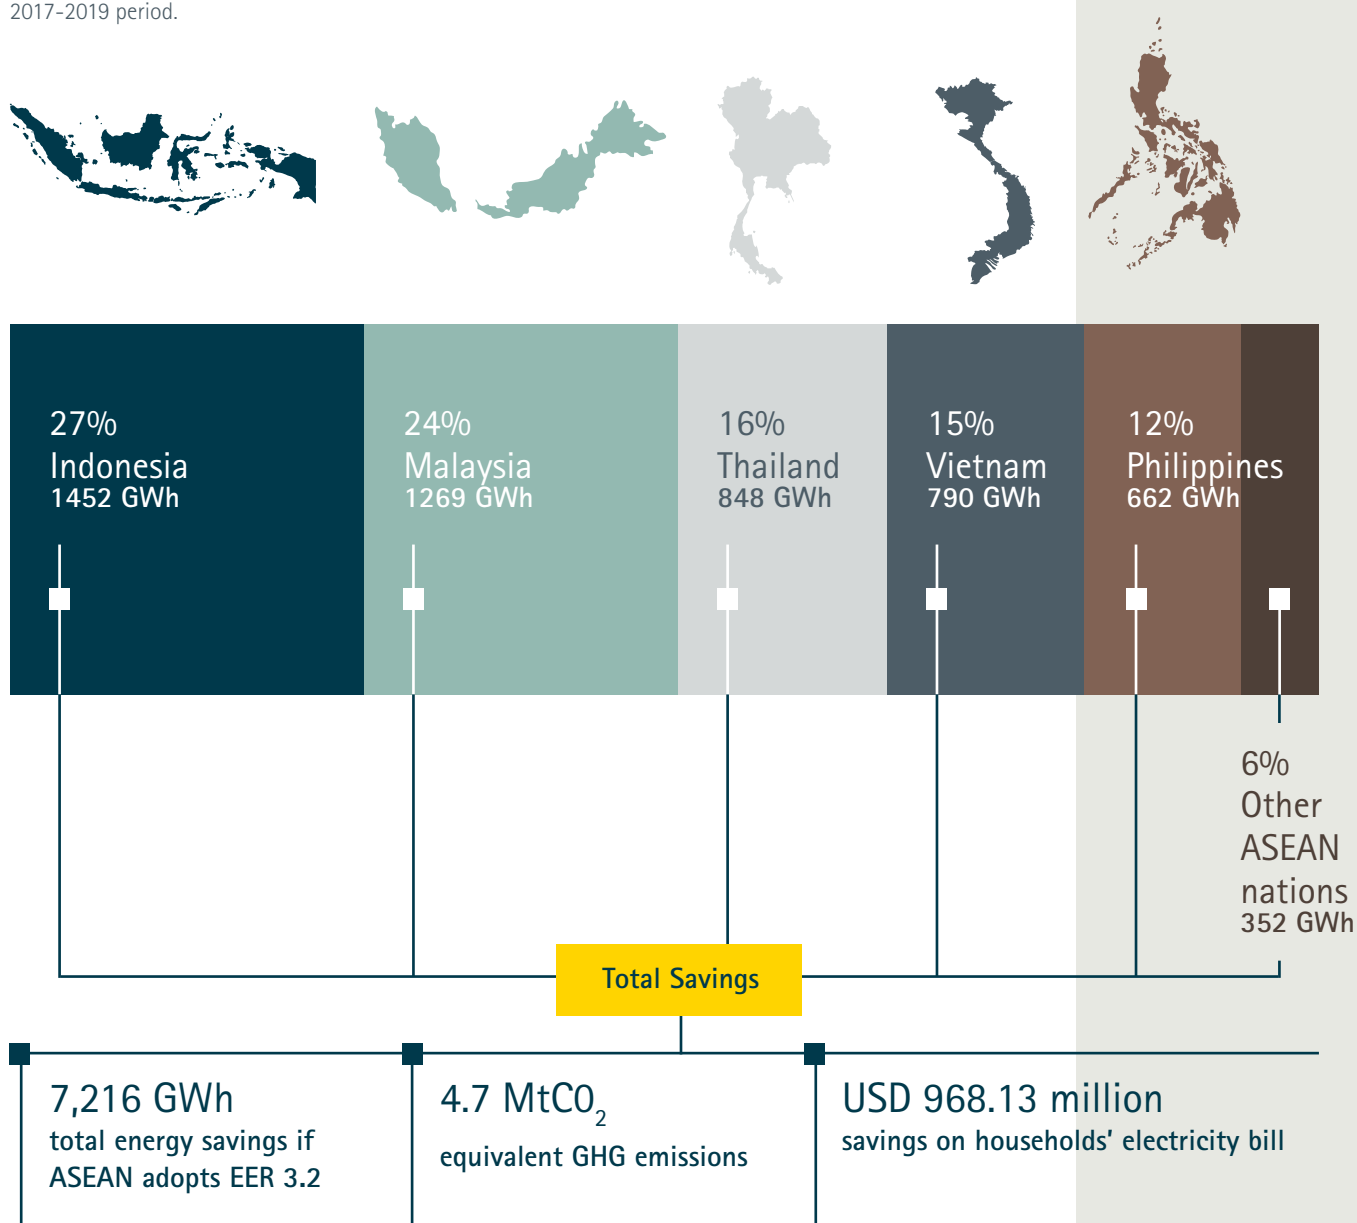 2017-2019 period.
27%
Indonesia
1452 GWh
24%
Malaysia
1269 GWh
16%
Thailand
848 GWh
15%
Vietnam
790 GWh
12%
Philippines
662 GWh
6%
Other
ASEAN
nations
352 GWh
Total Savings
7,216 GWh
total energy savings if
ASEAN adopts EER 3.2
4.7 MtCO₂
equivalent GHG emissions
USD 968.13 million
savings on households' electricity bill